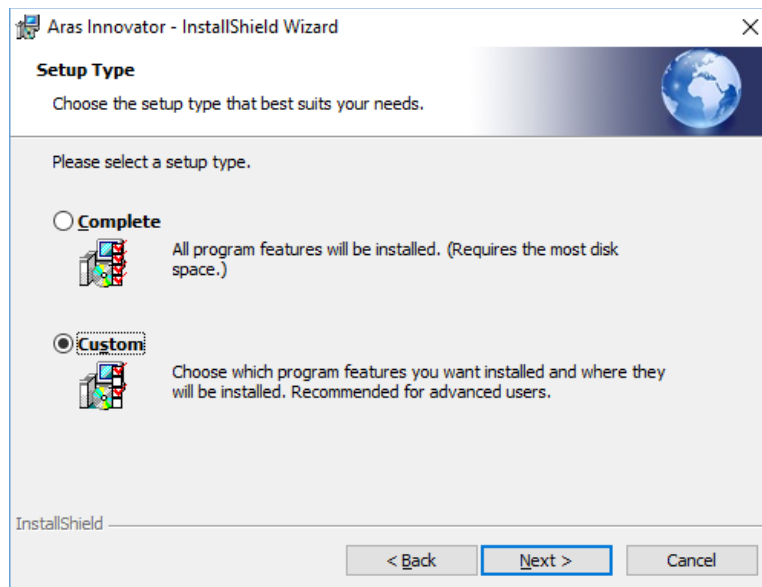 Aras Innovator - InstallShield Wizard
Setup Type
Choose the setup type that best suits your needs.
Please select a setup type.
Complete
All program features will be installed. (Requires the most disk
space.)
Custom
Choose which program features you want installed and where they
will be installed. Recommended for advanced users.
InstallShield
< Back Next > Cancel